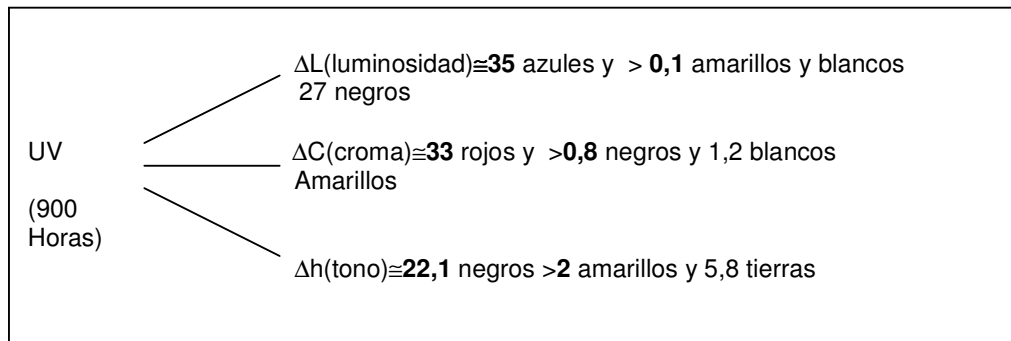 ΔL(luminosidad)≅35 azules y > 0,1 amarillos y blancos
27 negros
UV
(900
Horas)
ΔC(croma)≅33 rojos y >0,8 negros y 1,2 blancos
Amarillos
Δh(tono)≅22,1 negros >2 amarillos y 5,8 tierras